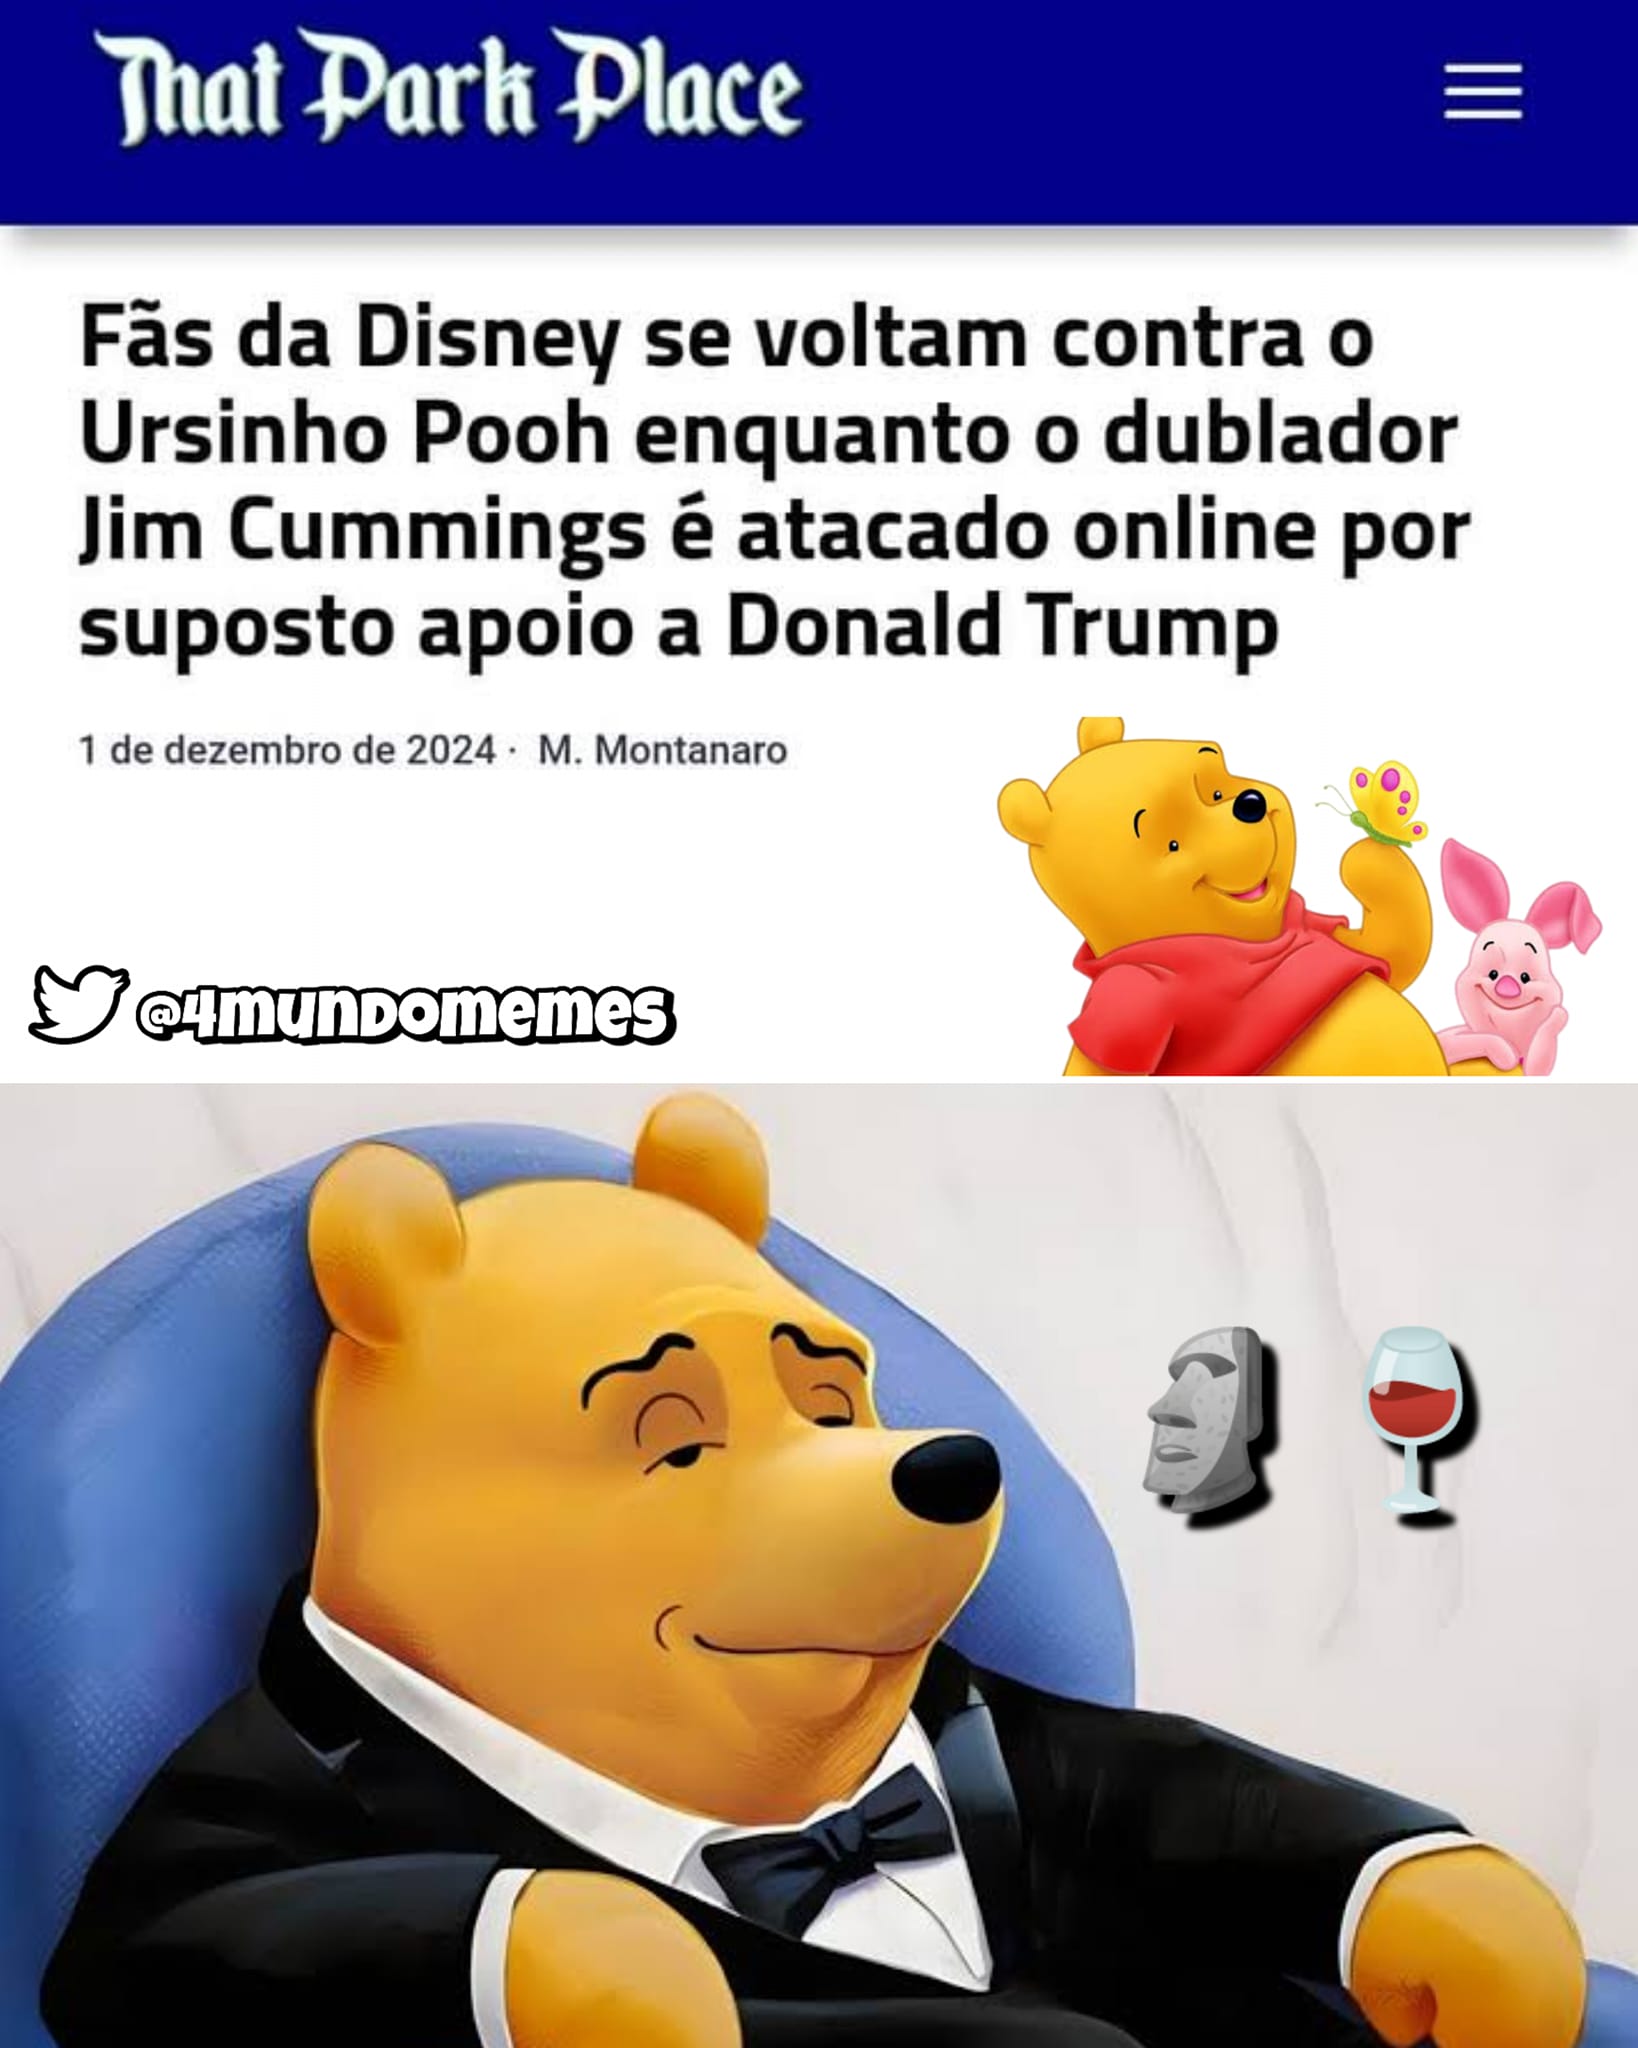 That Park Place
Fãs da Disney se voltam contra o
Ursinho Pooh enquanto o dublador
Jim Cummings é atacado online por
suposto apoio a Donald Trump
1 de dezembro de 2024 · M. Montanaro
@4mundomemes